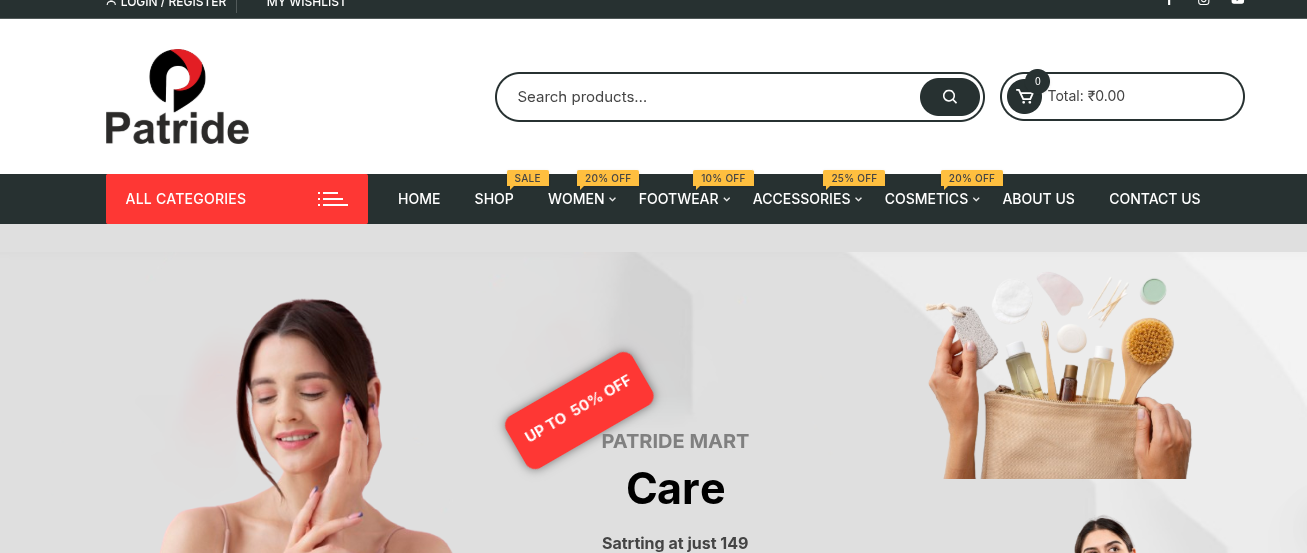 LOGIN / REGISTER MY WISHLIST
Patride
Search products...
0
Total: ₹0.00
SALE 20% OFF 10% OFF 25% OFF 20% OFF
ALL CATEGORIES HOME SHOP WOMEN FOOTWEAR ACCESSORIES COSMETICS ABOUT US CONTACT US
UP TO 50% OFF
PATRIDE MART
Care
Satrting at just 149